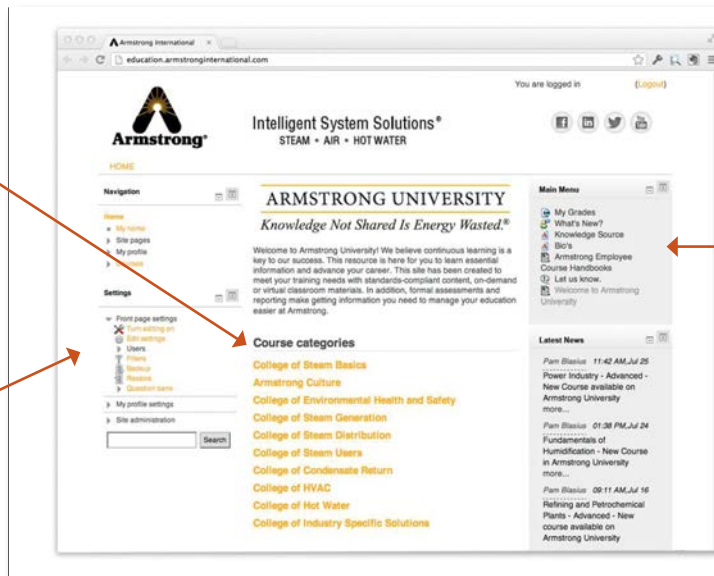 Armstrong International
education.armstronginternational.com
You are logged in (Logout)
Armstrong®
Intelligent System Solutions®
STEAM • AIR • HOT WATER
HOME
Navigation
Home
My home
Site pages
My profile
Courses
Settings
Front page settings
Turn editing on
Edit settings
Users
Filters
Backup
Restore
Question bank
My profile settings
Site administration
Search
ARMSTRONG UNIVERSITY
Knowledge Not Shared Is Energy Wasted.®
Welcome to Armstrong University! We believe continuous learning is a
key to our success. This resource is here for you to learn essential
information and advance your career. This site has been created to
meet your training needs with standards-compliant content, on-demand
or virtual classroom materials. In addition, formal assessments and
reporting make getting information you need to manage your education
easier at Armstrong.
Course categories
College of Steam Basics
Armstrong Culture
College of Environmental Health and Safety
College of Steam Generation
College of Steam Distribution
College of Steam Users
College of Condensate Return
College of HVAC
College of Hot Water
College of Industry Specific Solutions
Main Menu
My Grades
What's New?
Knowledge Source
Bio's
Armstrong Employee
Course Handbooks
Let us know.
Welcome to Armstrong
University
Latest News
Pam Blasius 11:42 AM, Jul 25
Power Industry - Advanced -
New Course available on
Armstrong University
more...
Pam Blasius 01:38 PM, Jul 24
Fundamentals of
Humidification - New Course
in Armstrong University
more...
Pam Blasius 09:11 AM, Jul 16
Refining and Petrochemical
Plants - Advanced - New
course available on
Armstrong University